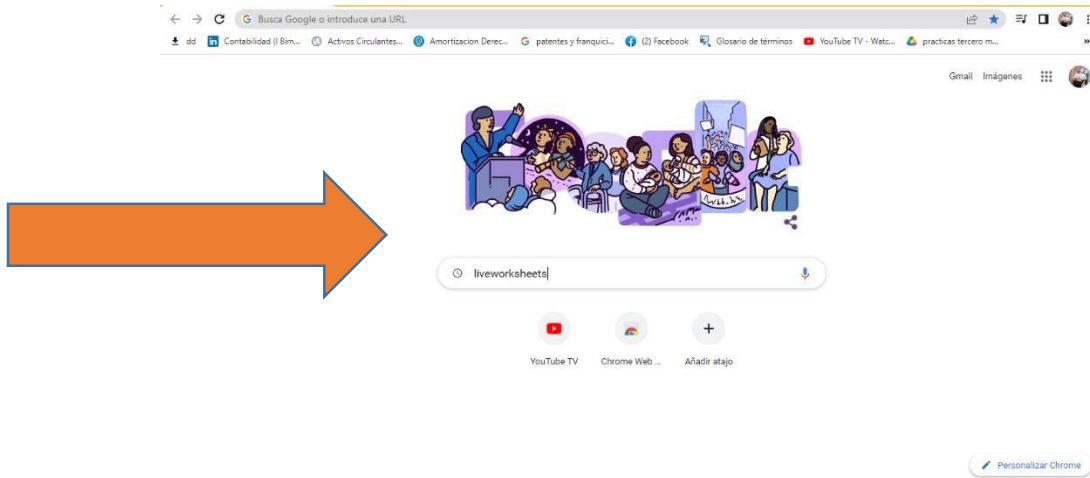 Busca Google o introduce una URL
dd Contabilidad (I Bim... Activos Circulantes... Amortizacion Derec... patentes y franquici... (2) Facebook Glosario de términos YouTube TV - Watc... practicas tercero m... »
Gmail Imágenes
liveworksheets
YouTube TV Chrome Web ... Añadir atajo
Personalizar Chrome